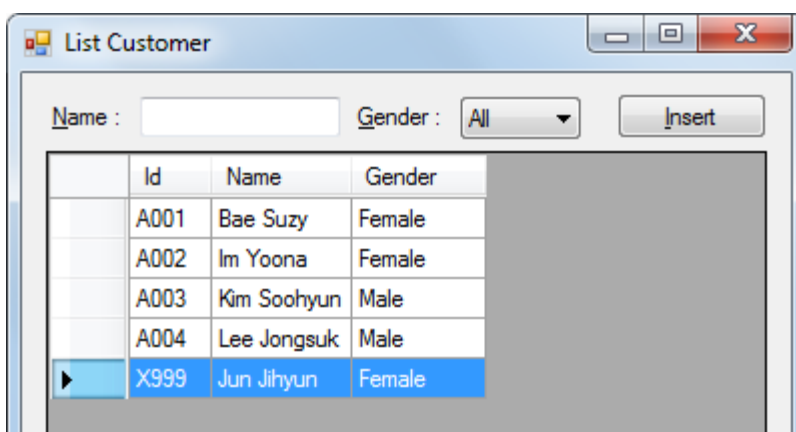 List Customer
Name : Gender : All Insert
Id Name Gender
A001 Bae Suzy Female
A002 Im Yoona Female
A003 Kim Soohyun Male
A004 Lee Jongsuk Male
X999 Jun Jihyun Female